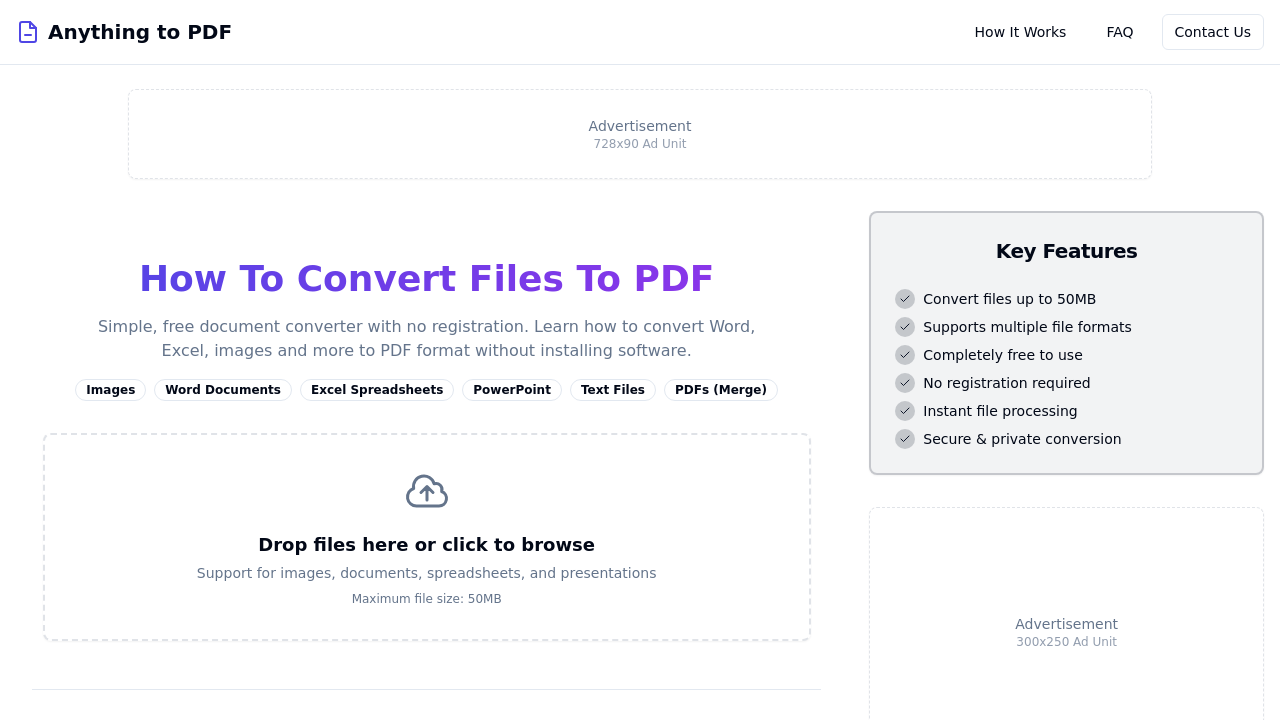 Anything to PDF
How It Works
FAQ
Contact Us
Advertisement
728x90 Ad Unit
How To Convert Files To PDF
Simple, free document converter with no registration. Learn how to convert Word,
Excel, images and more to PDF format without installing software.
Images
Word Documents
Excel Spreadsheets
PowerPoint
Text Files
PDFs (Merge)
Drop files here or click to browse
Support for images, documents, spreadsheets, and presentations
Maximum file size: 50MB
Key Features
Convert files up to 50MB
Supports multiple file formats
Completely free to use
No registration required
Instant file processing
Secure & private conversion
Advertisement
300x250 Ad Unit